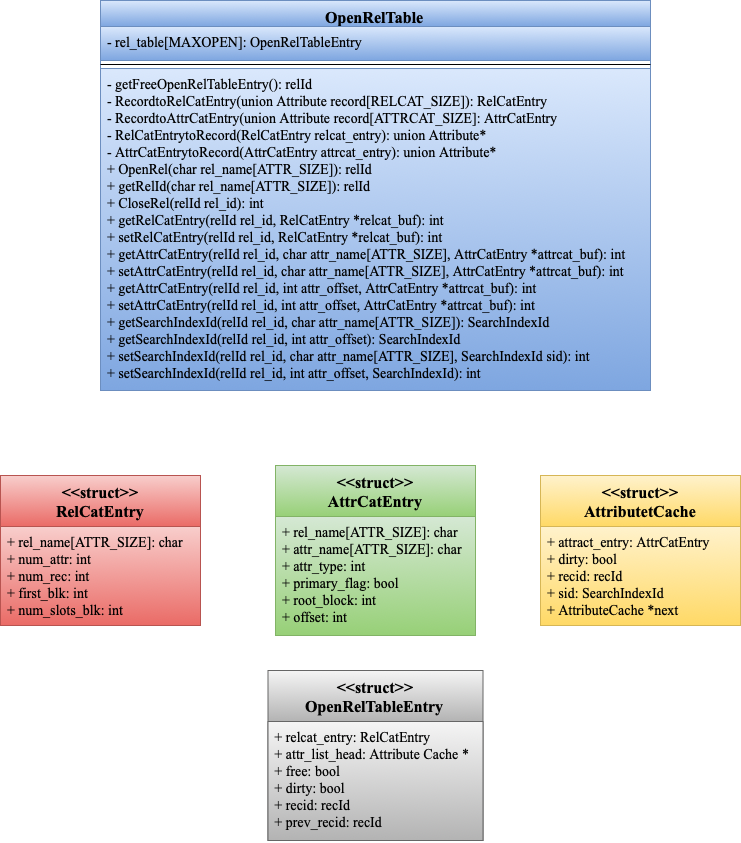 OpenRelTable
- rel_table[MAXOPEN]: OpenRelTableEntry
- getFreeOpenRelTableEntry(): relId
- RecordtoRelCatEntry(union Attribute record[RELCAT_SIZE]): RelCatEntry
- RecordtoAttrCatEntry(union Attribute record[ATTRCAT_SIZE]: AttrCatEntry
- RelCatEntrytoRecord(RelCatEntry relcat_entry): union Attribute*
- AttrCatEntrytoRecord(AttrCatEntry attrcat_entry): union Attribute*
+ OpenRel(char rel_name[ATTR_SIZE]): relId
+ getRelId(char rel_name[ATTR_SIZE]): relId
+ CloseRel(relId rel_id): int
+ getRelCatEntry(relId rel_id, RelCatEntry *relcat_buf): int
+ setRelCatEntry(relId rel_id, RelCatEntry *relcat_buf): int
+ getAttrCatEntry(relId rel_id, char attr_name[ATTR_SIZE], AttrCatEntry *attrcat_buf): int
+ setAttrCatEntry(relId rel_id, char attr_name[ATTR_SIZE], AttrCatEntry *attrcat_buf): int
+ getAttrCatEntry(relId rel_id, int attr_offset, AttrCatEntry *attrcat_buf): int
+ setAttrCatEntry(relId rel_id, int attr_offset, AttrCatEntry *attrcat_buf): int
+ getSearchIndexId(relId rel_id, char attr_name[ATTR_SIZE]): SearchIndexId
+ getSearchIndexId(relId rel_id, int attr_offset): SearchIndexId
+ setSearchIndexId(relId rel_id, char attr_name[ATTR_SIZE], SearchIndexId sid): int
+ setSearchIndexId(relId rel_id, int attr_offset, SearchIndexId): int
<<struct>>
RelCatEntry
+ rel_name[ATTR_SIZE]: char
+ num_attr: int
+ num_rec: int
+ first_blk: int
+ num_slots_blk: int
<<struct>>
AttrCatEntry
+ rel_name[ATTR_SIZE]: char
+ attr_name[ATTR_SIZE]: char
+ attr_type: int
+ primary_flag: bool
+ root_block: int
+ offset: int
<<struct>>
AttributetCache
+ attract_entry: AttrCatEntry
+ dirty: bool
+ recid: recId
+ sid: SearchIndexId
+ AttributeCache *next
<<struct>>
OpenRelTableEntry
+ relcat_entry: RelCatEntry
+ attr_list_head: Attribute Cache *
+ free: bool
+ dirty: bool
+ recid: recId
+ prev_recid: recId